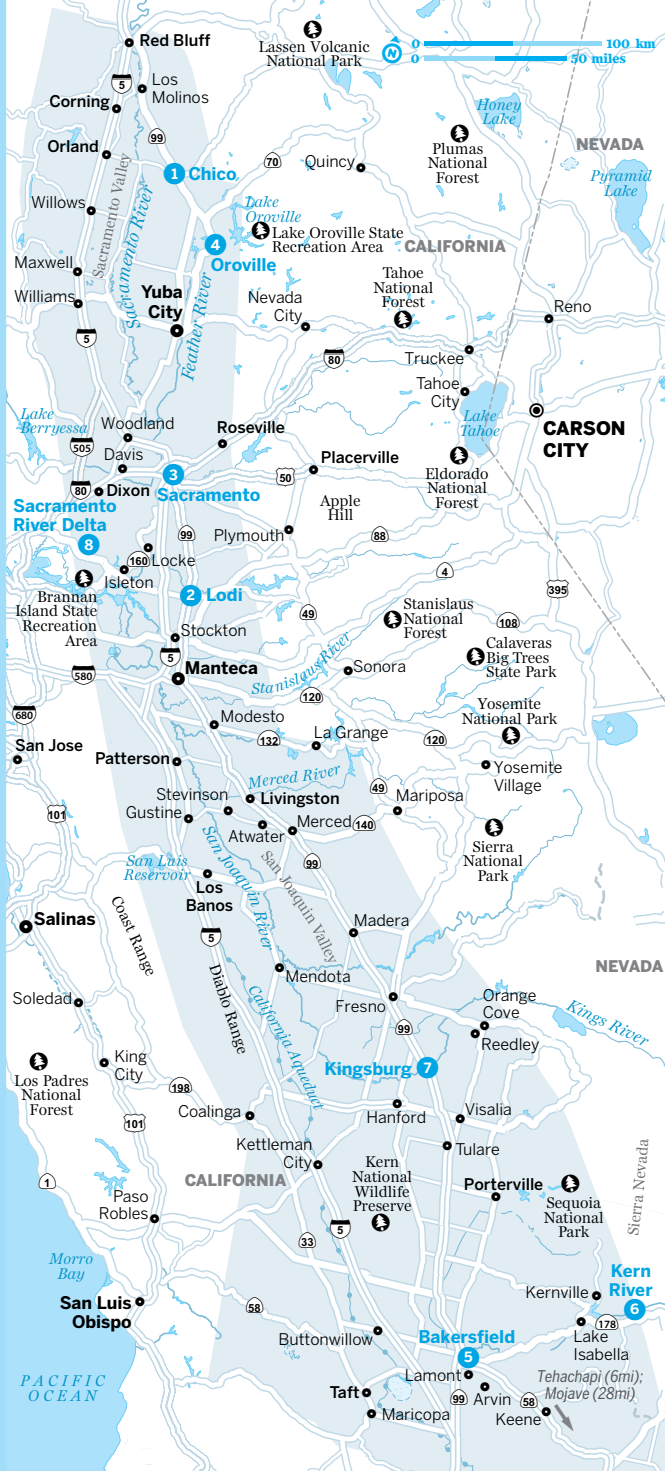 Red Bluff
Lassen Volcanic
National Park
N
0
100 km
0
50 miles
5
Los
Molinos
Corning
Honey
Lake
99
Orland
Plumas
National
Forest
NEVADA
Sacramento Valley
70
Quincy
1 Chico
Pyramid
Lake
Willows
Sacramento River
Lake
Oroville
Lake Oroville State
Recreation Area
4
Oroville
CALIFORNIA
Maxwell
Williams
Yuba
City
Feather River
Nevada
City
Tahoe
National
Forest
Reno
5
80
Truckee
Tahoe
City
Lake
Berryessa
Woodland
Roseville
Lake
Tahoe
CARSON
CITY
505
Davis
Placerville
80
Dixon
3
Sacramento
50
Eldorado
National
Forest
Sacramento
River Delta
8
Apple
Hill
99
Plymouth
88
160
Locke
Isleton
4
395
Brannan
Island State
Recreation
Area
2 Lodi
49
Stanislaus
National
Forest
108
Stockton
5
Calaveras
Big Trees
State Park
580
Manteca
Stanislaus River
Sonora
120
Yosemite
National Park
680
Modesto
132
La Grange
120
San Jose
Patterson
Yosemite
Village
Merced River
Stevinson
Livingston
49
Mariposa
101
Gustine
Atwater
Merced
140
Sierra
National
Park
San Luis
Reservoir
San Joaquin River
San Joaquin Valley
99
Los
Banos
Salinas
Coast Range
Madera
5
Diablo Range
Mendota
NEVADA
California Aqueduct
Soledad
Fresno
Orange
Cove
Kings River
99
Reedley
King
City
Los Padres
National
Forest
Kingsburg 7
198
101
Coalinga
Hanford
Visalia
Kettleman
City
Tulare
1
CALIFORNIA
Kern
National
Wildlife
Preserve
Porterville
Sierra Nevada
Sequoia
National
Park
Paso
Robles
5
33
Morro
Bay
Kern
River
6
Kernville
San Luis
Obispo
58
178
Lake
Isabella
Buttonwillow
Bakersfield
5
PACIFIC
OCEAN
Lamont
Tehachapi (6mi);
Mojave (28mi)
Taft
99
Arvin
58
Maricopa
Keene